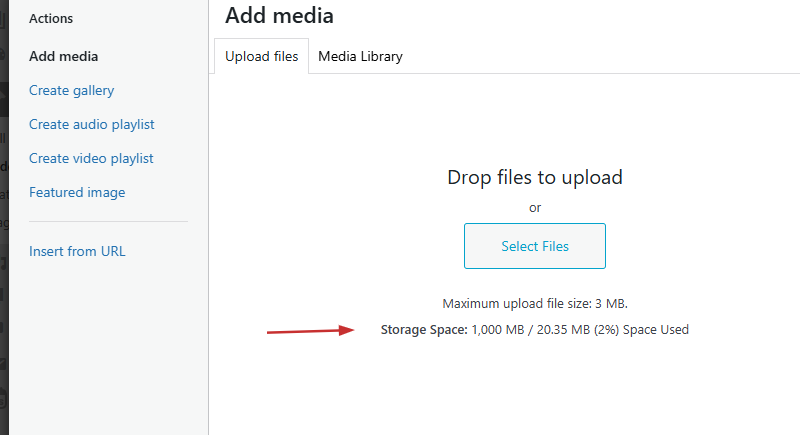 Actions
Add media
Create gallery
Create audio playlist
Create video playlist
Featured image
Insert from URL
Add media
Upload files
Media Library
Drop files to upload
or
Select Files
Maximum upload file size: 3 MB.
Storage Space: 1,000 MB / 20.35 MB (2%) Space Used